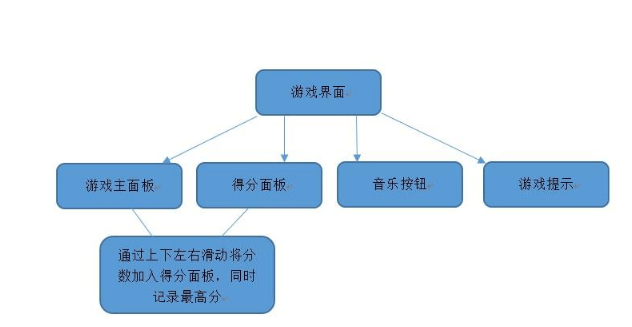 游戏界面
游戏主面板
得分面板
音乐按钮
游戏提示
通过上下左右滑动将分
数加入得分面板，同时
记录最高分